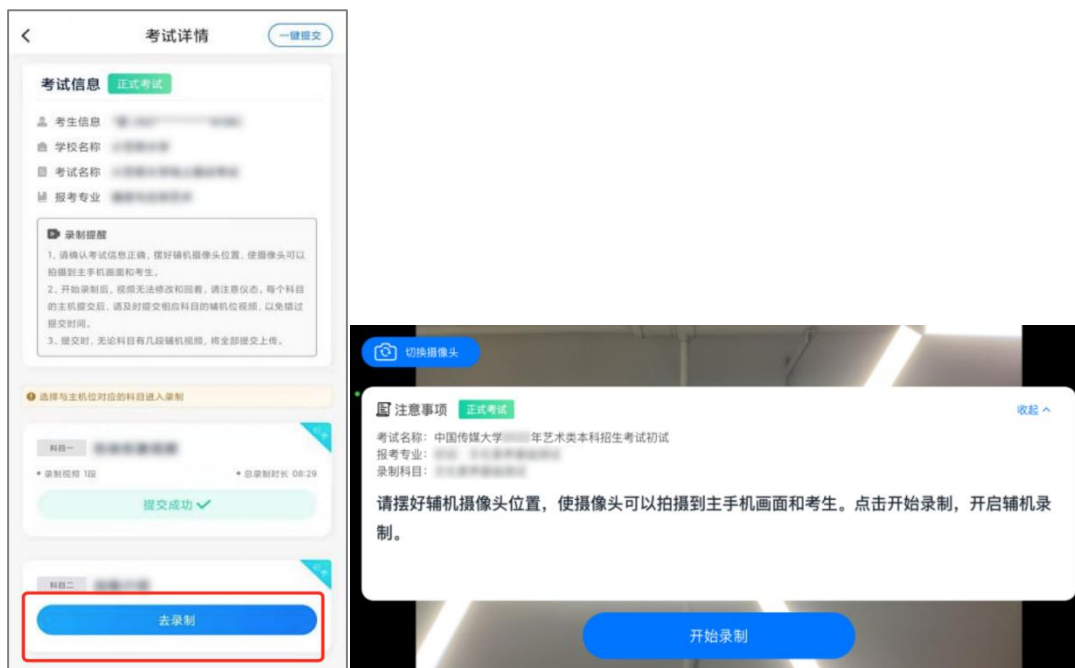 考试详情
一键提交
考试信息 正式考试
考生信息
学校名称
考试名称
报考专业
录制提醒
1、请确认考试信息正确，摆好辅机摄像头位置，使摄像头可以
拍摄到主手机画面和考生。
2、开始录制后，视频无法修改和回看，请注意仪态。每个科目
的主机提交后，请及时提交相应科目的辅机位视频，以免错过
提交时间。
3、提交时，无论科目有几段辅机视频，将全部提交上传。
选择与主机位对应的科目进入录制
科目一
录制视频 1段
总录制时长 08:29
提交成功
科目二
去录制
切换摄像头
注意事项 正式考试
收起
考试名称：中国传媒大学 年艺术类本科招生考试初试
报考专业：
录制科目：
请摆好辅机摄像头位置，使摄像头可以拍摄到主手机画面和考生。点击开始录制，开启辅机录
制。
开始录制